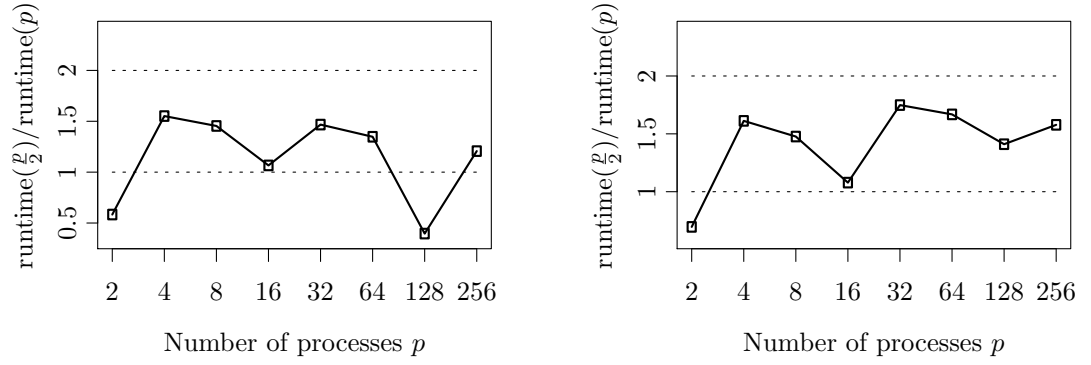 runtime(p/2)/runtime(p)
2
1.5
1
0.5
2 4 8 16 32 64 128 256
Number of processes p
runtime(p/2)/runtime(p)
2
1.5
1
2 4 8 16 32 64 128 256
Number of processes p